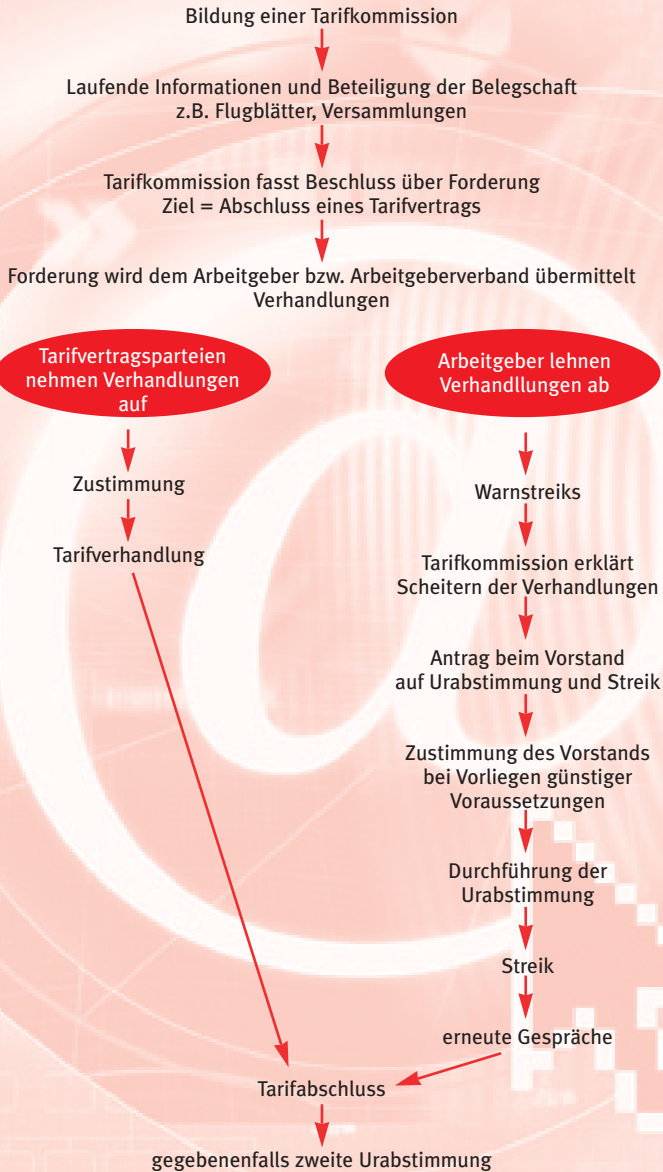 Bildung einer Tarifkommission
Laufende Informationen und Beteiligung der Belegschaft
z.B. Flugblätter, Versammlungen
Tarifkommission fasst Beschluss über Forderung
Ziel = Abschluss eines Tarifvertrags
Forderung wird dem Arbeitgeber bzw. Arbeitgeberverband übermittelt
Verhandlungen
Tarifvertragsparteien
nehmen Verhandlungen
auf
Zustimmung
Tarifverhandlung
Arbeitgeber lehnen
Verhandllungen ab
Warnstreiks
Tarifkommission erklärt
Scheitern der Verhandlungen
Antrag beim Vorstand
auf Urabstimmung und Streik
Zustimmung des Vorstands
bei Vorliegen günstiger
Voraussetzungen
Durchführung der
Urabstimmung
Streik
erneute Gespräche
Tarifabschluss
gegebenenfalls zweite Urabstimmung